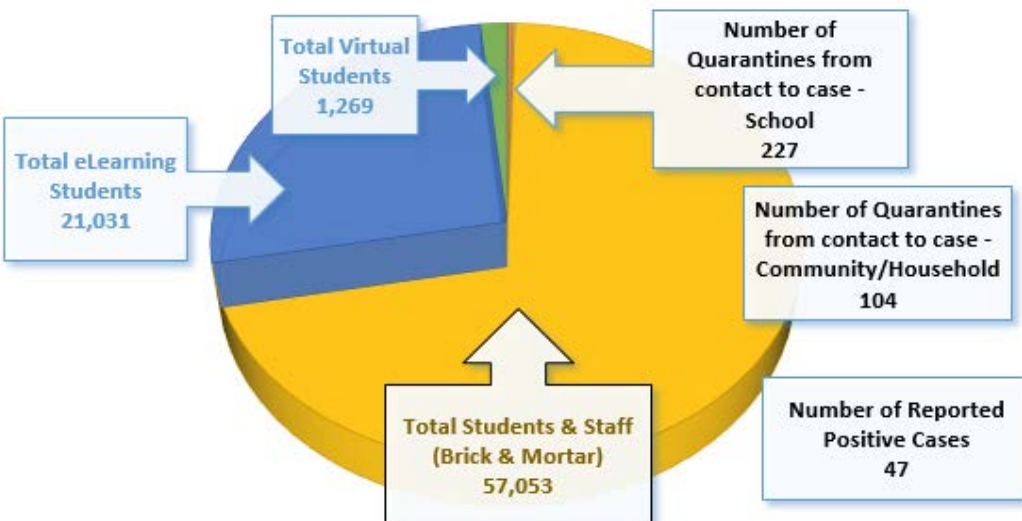 Total Virtual
Students
1,269
Number of
Quarantines from
contact to case -
School
227
Total eLearning
Students
21,031
Number of Quarantines
from contact to case -
Community/Household
104
Total Students & Staff
(Brick & Mortar)
57,053
Number of Reported
Positive Cases
47